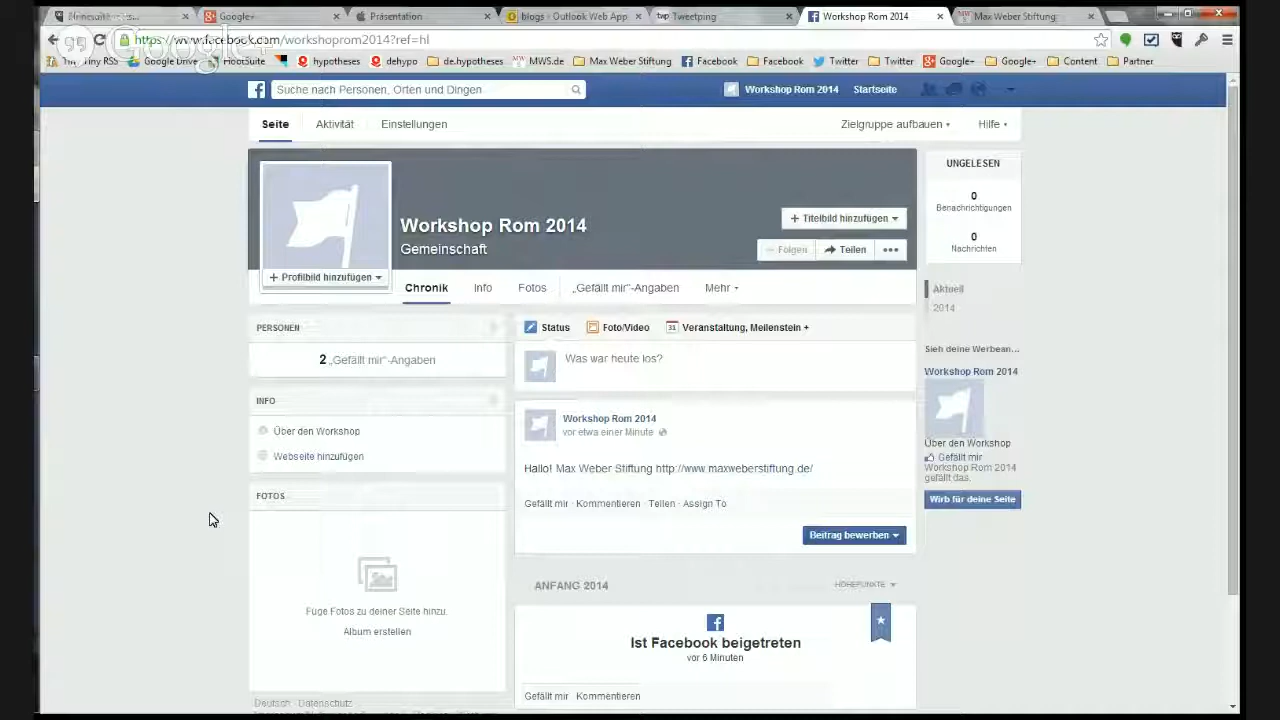 Google+
Präsentation
blogs - Outlook Web App
Tweetping
Workshop Rom 2014
Max Weber Stiftung:
Google+
https://www.facebook.com/workshoprom2014?ref=hl
Tiny RSS
Google Drive
HootSuite
hypotheses
dehypo
de.hypotheses
MWS.de
Max Weber Stiftung
Facebook
Facebook
Twitter
Twitter
Google+
Google+
Content
Partner
Suche nach Personen, Orten und Dingen
Workshop Rom 2014
Startseite
Seite
Aktivität
Einstellungen
Zielgruppe aufbauen
Hilfe
Workshop Rom 2014
Gemeinschaft
+ Profilbild hinzufügen
+ Titelbild hinzufügen
Folgen
Teilen
•••
Chronik
Info
Fotos
„Gefällt mir“-Angaben
Mehr
UNGELESEN
0
Benachrichtigungen
0
Nachrichten
Aktuell
2014
PERSONEN
2 „Gefällt mir“-Angaben
INFO
Über den Workshop
Webseite hinzufügen
FOTOS
Füge Fotos zu deiner Seite hinzu.
Album erstellen
Deutsch · Datenschutz
Status
Foto/Video
31
Veranstaltung, Meilenstein +
Was war heute los?
Workshop Rom 2014
vor etwa einer Minute
Hallo! Max Weber Stiftung http://www.maxweberstiftung.de/
Gefällt mir · Kommentieren · Teilen · Assign To
Beitrag bewerben
ANFANG 2014
HÖHEPUNKTE
Ist Facebook beigetreten
vor 6 Minuten
Gefällt mir · Kommentieren
Sieh deine Werbean...
Workshop Rom 2014
Über den Workshop
Gefällt mir
Workshop Rom 2014
gefällt das.
Wirb für deine Seite